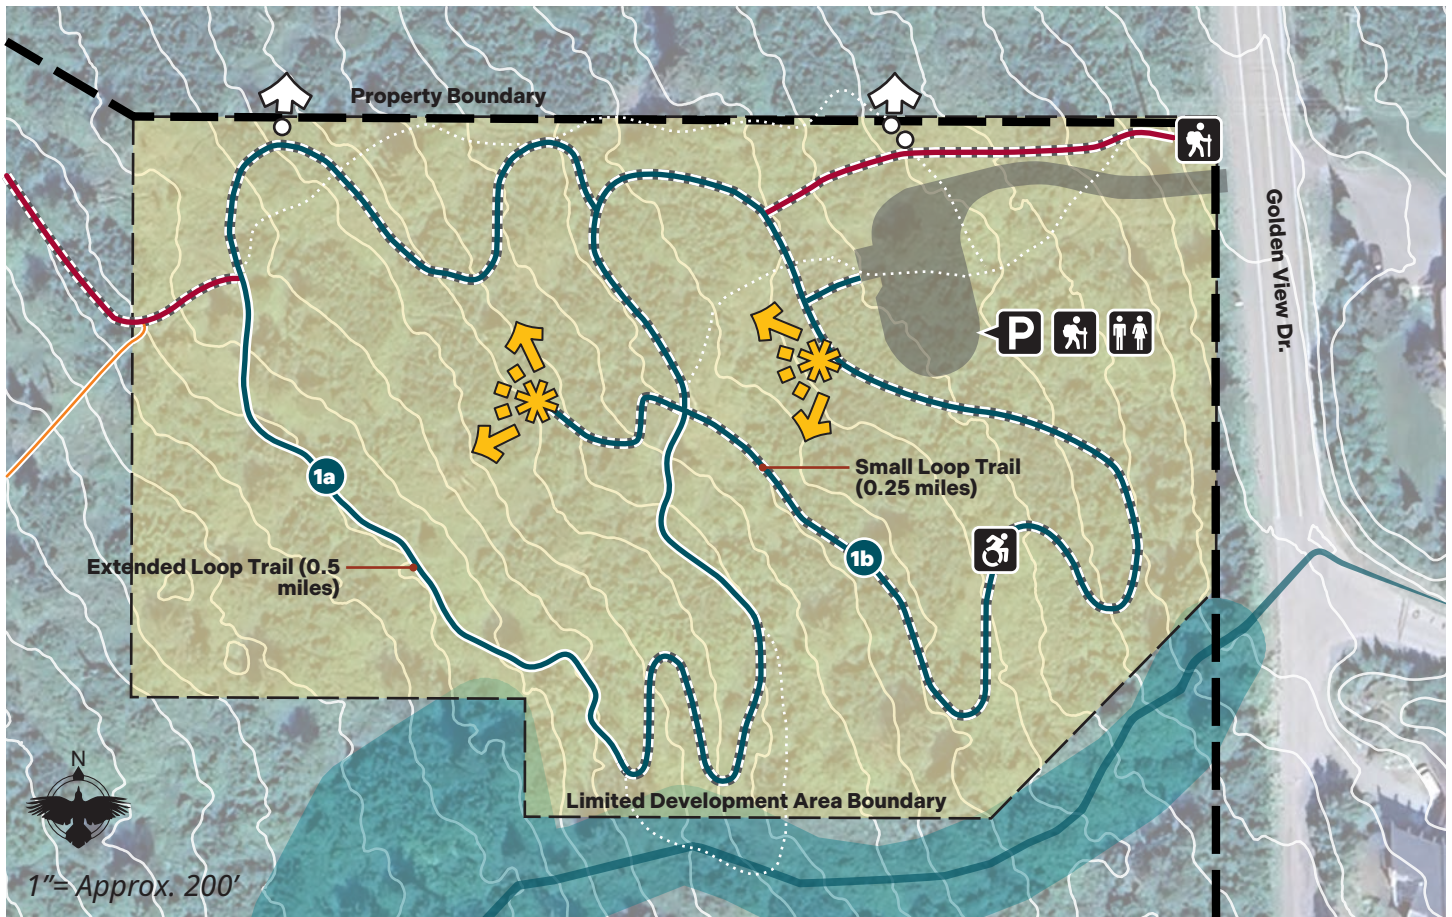 Property Boundary
Golden View Dr.
P
Small Loop Trail
(0.25 miles)
1a
1b
Extended Loop Trail (0.5
miles)
N
Limited Development Area Boundary
1”= Approx. 200’